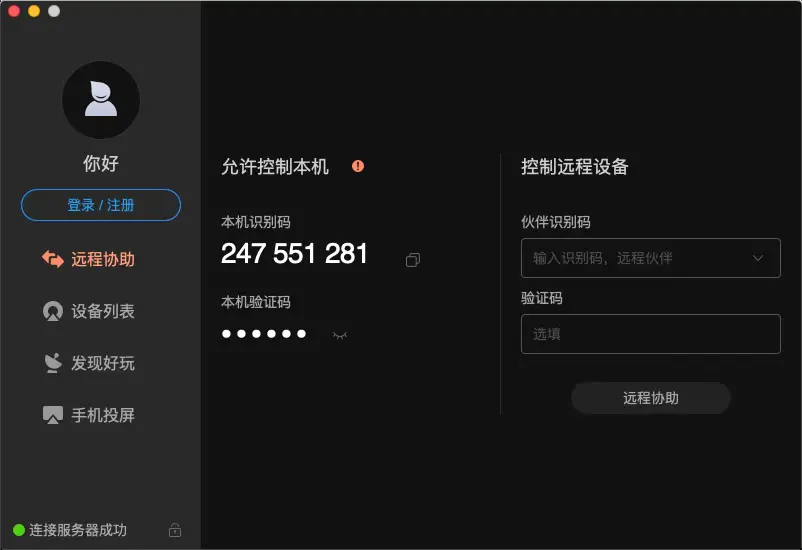 你好
登录 / 注册
远程协助
设备列表
发现好玩
手机投屏
连接服务器成功
允许控制本机
本机识别码
247 551 281
本机验证码
●●●●●●
控制远程设备
伙伴识别码
输入识别码，远程伙伴
验证码
选填
远程协助